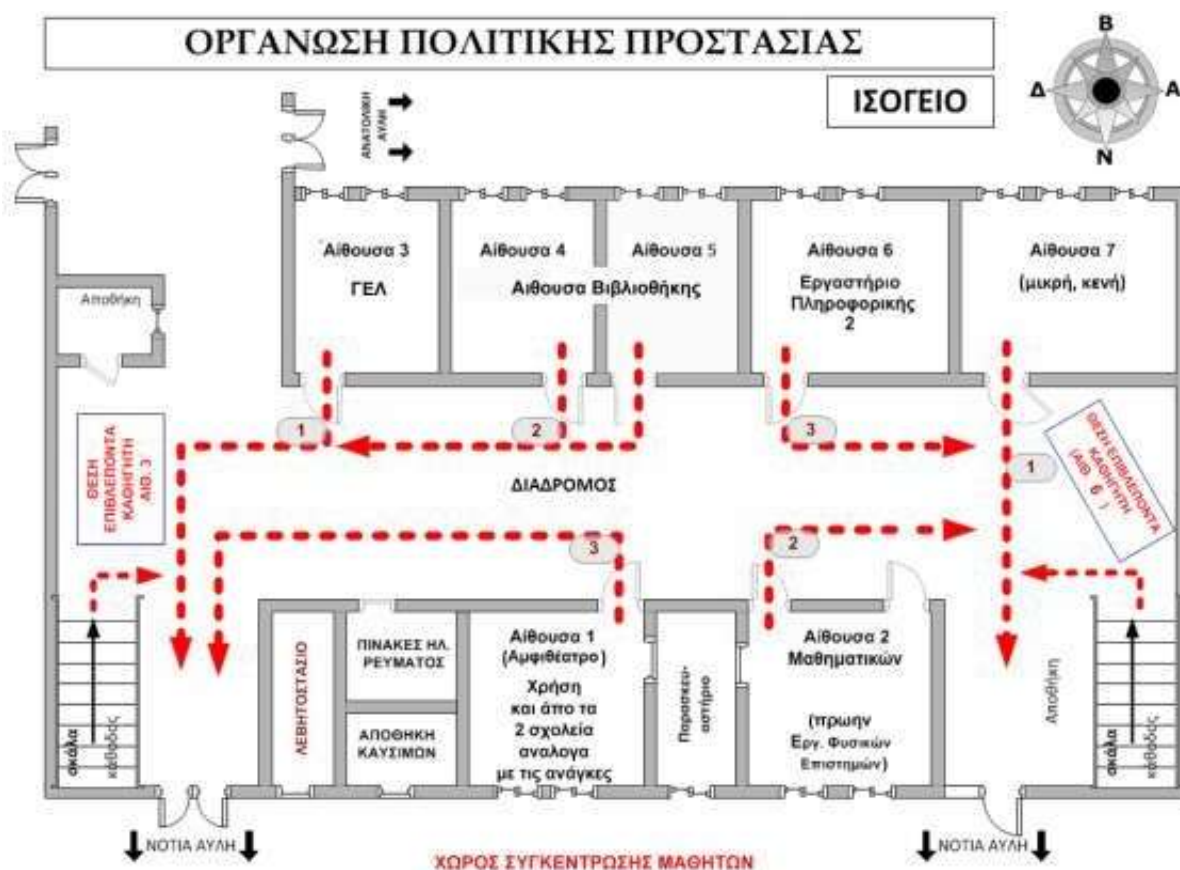 ΟΡΓΑΝΩΣΗ ΠΟΛΙΤΙΚΗΣ ΠΡΟΣΤΑΣΙΑΣ
ΙΣΟΓΕΙΟ
Β
Δ
Α
Ν
ΑΝΑΤΟΛΙΚΗ
ΑΥΛΗ
Αίθουσα 3
ΓΕΛ
Αίθουσα 4
Αίθουσα 5
Αιθουσα Βιβλιοθήκης
Αίθουσα 6
Εργαστήριο
Πληροφορικής
2
Αίθουσα 7
(μικρή, κενή)
Αποθήκη
ΘΕΣΗ
ΕΠΙΒΛΕΠΟΝΤΑ
ΚΑΘΗΓΗΤΗ
ΑΙΘ. 3
1
2
3
1
ΘΕΣΗ ΕΠΙΒΛΕΠΟΝΤΑ
ΚΑΘΗΓΗΤΗ
(ΑΙΘ. 6 )
ΔΙΑΔΡΟΜΟΣ
3
2
σκάλα
καθοδος
ΛΕΒΗΤΟΣΤΑΣΙΟ
ΠΙΝΑΚΕΣ ΗΛ.
ΡΕΥΜΑΤΟΣ
ΑΠΟΘΗΚΗ
ΚΑΥΣΙΜΩΝ
Αίθουσα 1
(Αμφιθέατρο)
Χρήση
και άπο τα
2 σχολεία
αναλογα
με τις ανάγκες
Παρασκευ-
αστήριο
Αίθουσα 2
Μαθηματικών
(πρωην
Εργ. Φυσικών
Επιστημών)
Αποθήκη
σκάλα
καθοδος
ΝΟΤΙΑ ΑΥΛΗ
ΝΟΤΙΑ ΑΥΛΗ
ΧΩΡΟΣ ΣΥΓΚΕΝΤΡΩΣΗΣ ΜΑΘΗΤΩΝ